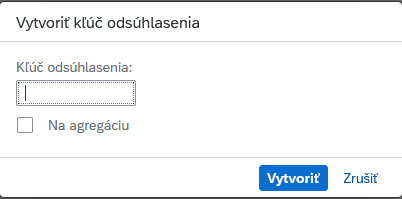 Vytvoriť kľúč odsúhlasenia
Kľúč odsúhlasenia:
Na agregáciu
Vytvoriť Zrušiť